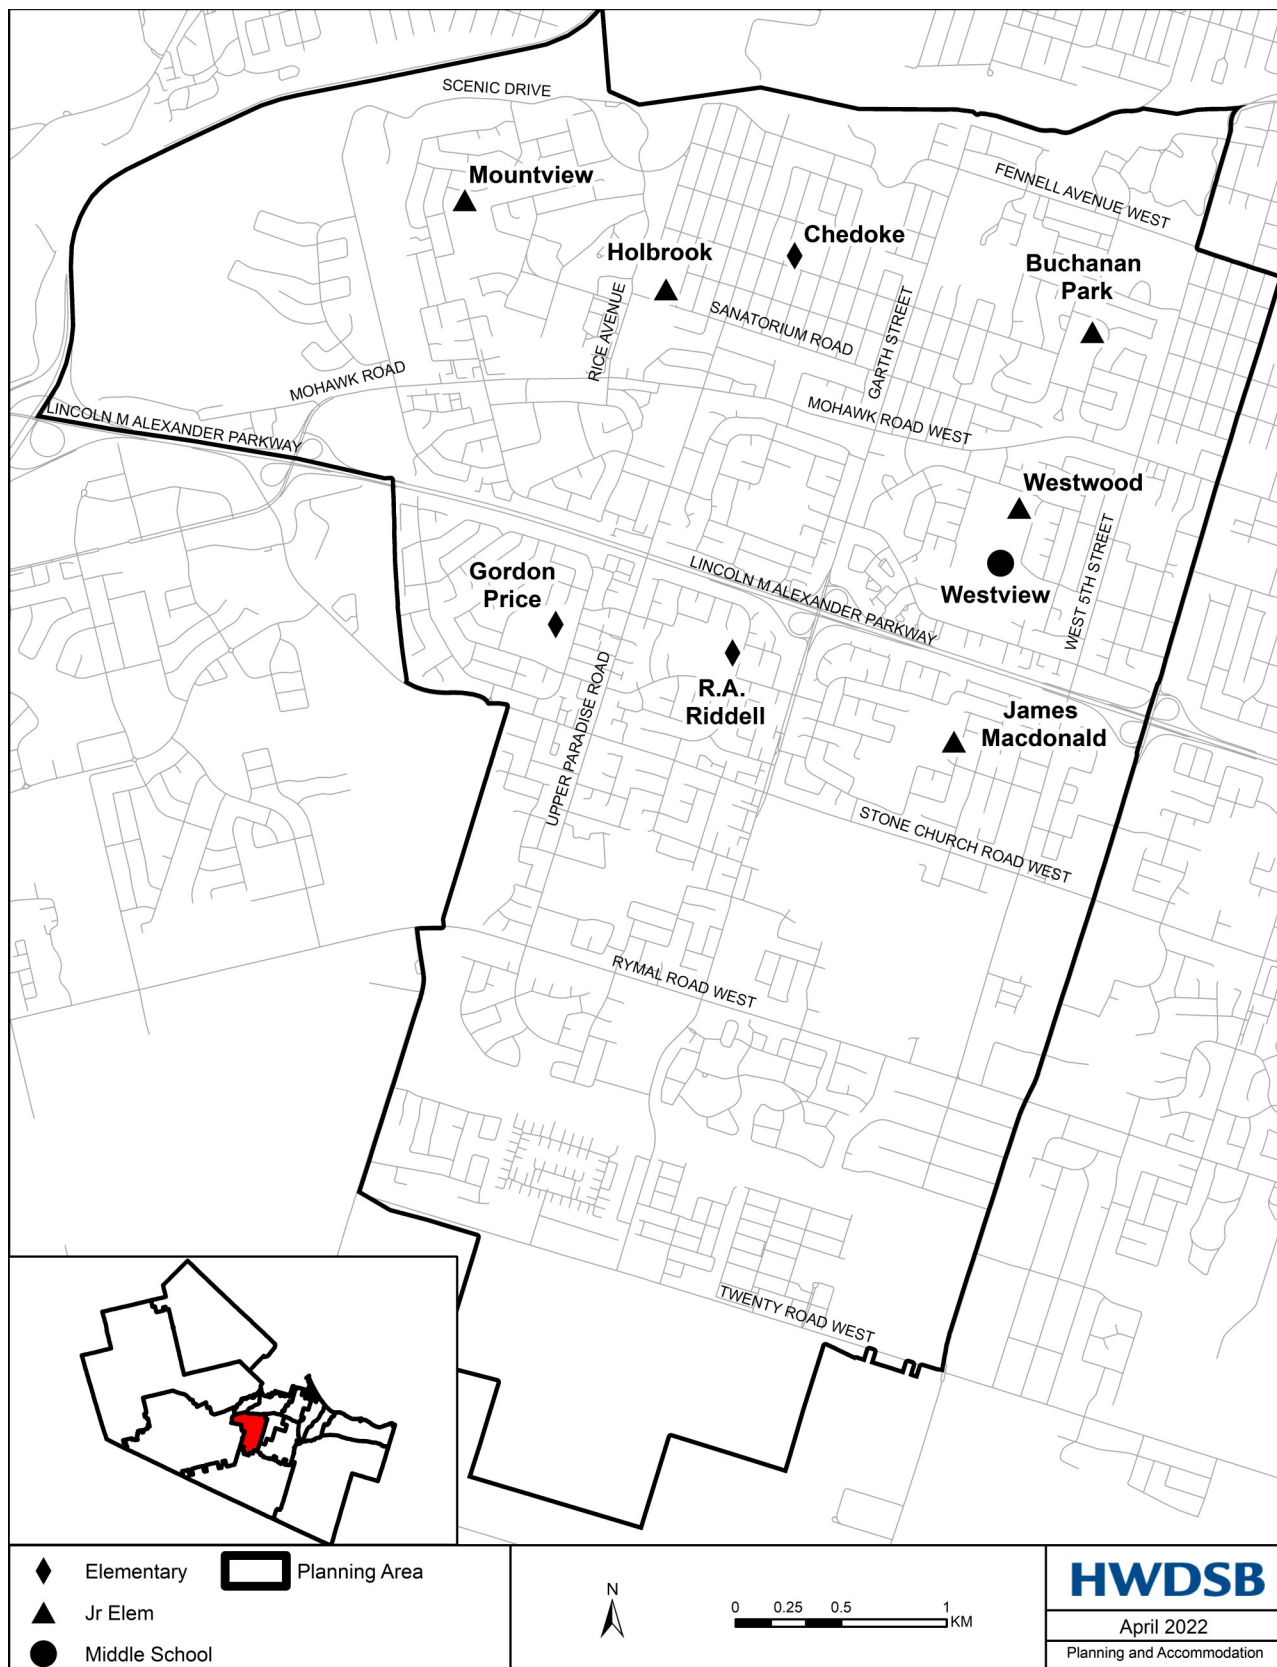 SCENIC DRIVE
Mountview
FENNELL AVENUE WEST
Chedoke
Holbrook
Buchanan
Park
RICE AVENUE
SANATORIUM ROAD
GARTH STREET
MOHAWK ROAD
MOHAWK ROAD WEST
LINCOLN M ALEXANDER PARKWAY
Westwood
Gordon
Price
LINCOLN M ALEXANDER PARKWAY
Westview
WEST 5TH STREET
UPPER PARADISE ROAD
R.A.
Riddell
James
Macdonald
STONE CHURCH ROAD WEST
RYMAL ROAD WEST
TWENTY ROAD WEST
Elementary
Planning Area
Jr Elem
Middle School
N
0 0.25 0.5 1
KM
HWDSB
April 2022
Planning and Accommodation